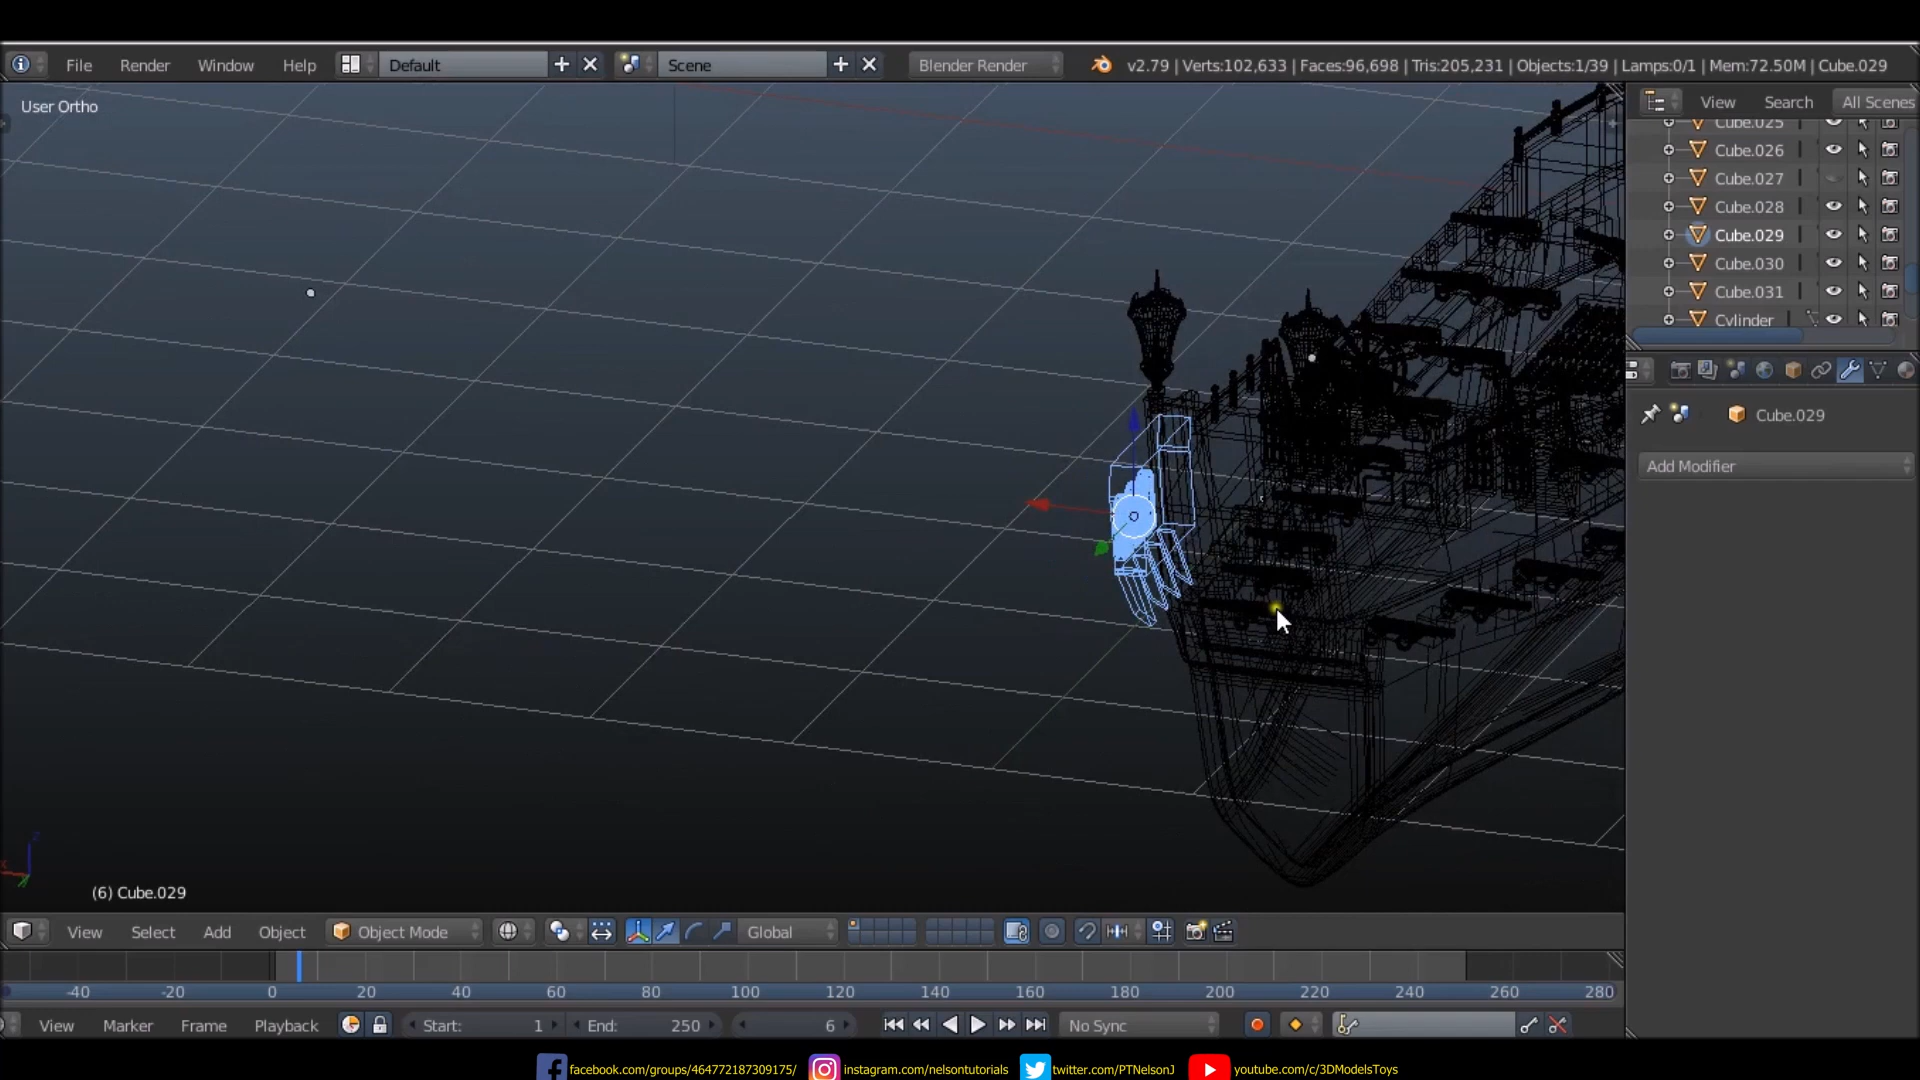 File Render Window Help Default Scene Blender Render v2.79 | Verts:102,633 | Faces:96,698 | Tris:205,231 | Objects:1/39 | Lamps:0/1 | Mem:72.50M | Cube.029
User Ortho
View Search All Scenes
Cube.025
Cube.026
Cube.027
Cube.028
Cube.029
Cube.030
Cube.031
Cylinder
Cube.029
Add Modifier
(6) Cube.029
View Select Add Object Object Mode Global
-40 -20 0 20 40 60 80 100 120 140 160 180 200 220 240 260 280
View Marker Frame Playback Start: 1 End: 250 6 No Sync
facebook.com/groups/464772187309175/ instagram.com/nelsontutorials twitter.com/PTNelsonJ youtube.com/c/3DModelsToys